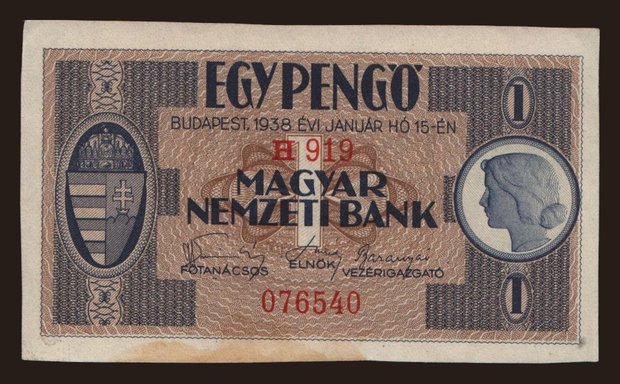 EGY PENGŐ
1
BUDAPEST, 1938 ÉVI JANUÁR HÓ 15-ÉN
H 919
MAGYAR
NEMZETI BANK
Baranyai
FŐTANÁCSOS ELNÖK VEZÉRIGAZGATÓ
076540
1